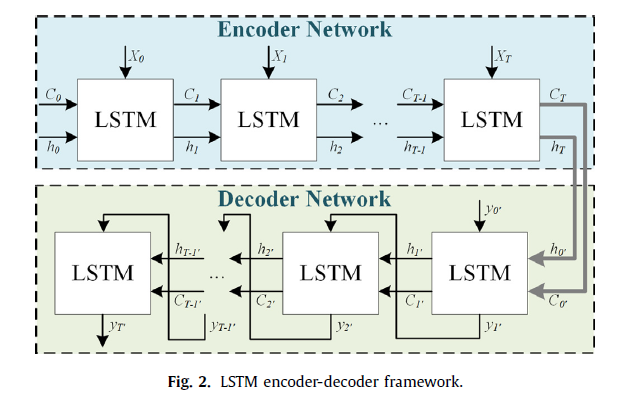 Encoder Network
X0 X1 XT
C0 C1 C2 CT-1 CT
LSTM LSTM ... LSTM
h0 h1 h2 hT-1 hT
Decoder Network
y0'
hT-1' h2' h1' h0'
LSTM ... LSTM LSTM
CT-1' C2' C1' C0'
yT' yT-1' y2' y1'
Fig. 2. LSTM encoder-decoder framework.